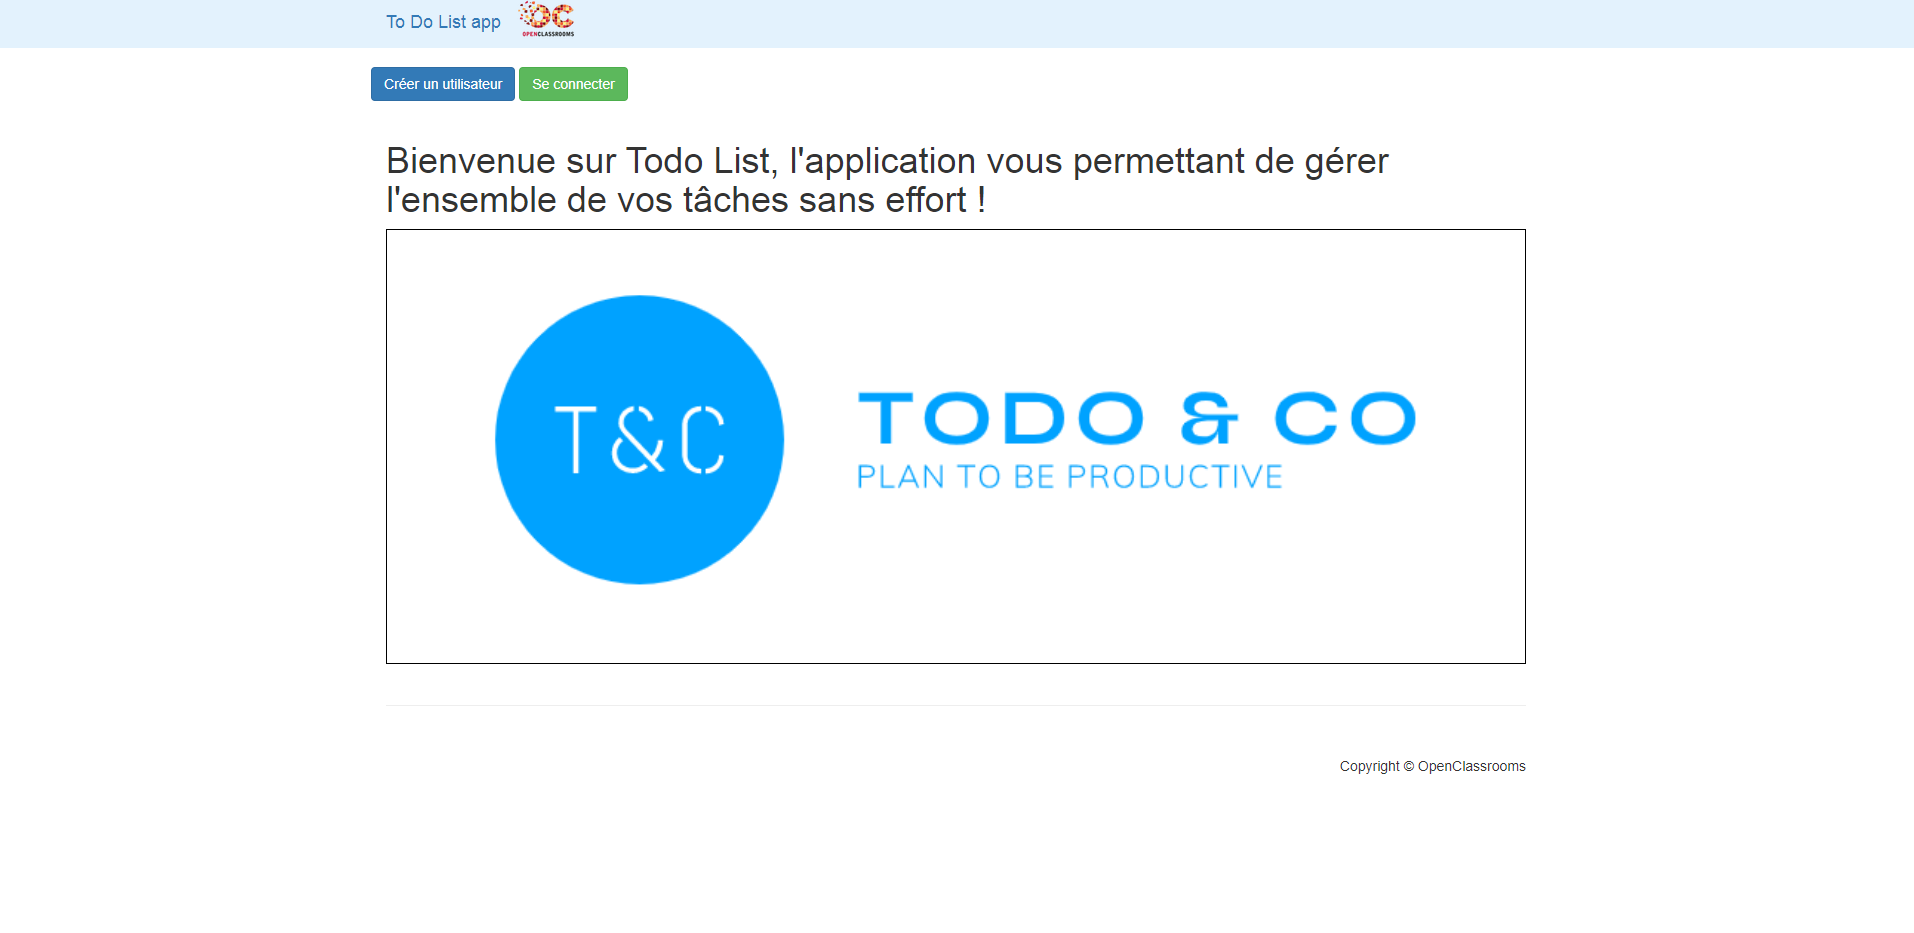 To Do List app
OC
OPENCLASSROOMS
Créer un utilisateur
Se connecter
Bienvenue sur Todo List, l'application vous permettant de gérer
l'ensemble de vos tâches sans effort !
T&C
TODO & CO
PLAN TO BE PRODUCTIVE
Copyright © OpenClassrooms